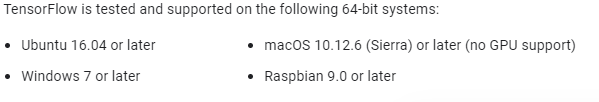 TensorFlow is tested and supported on the following 64-bit systems:
• Ubuntu 16.04 or later
• Windows 7 or later
• macOS 10.12.6 (Sierra) or later (no GPU support)
• Raspbian 9.0 or later